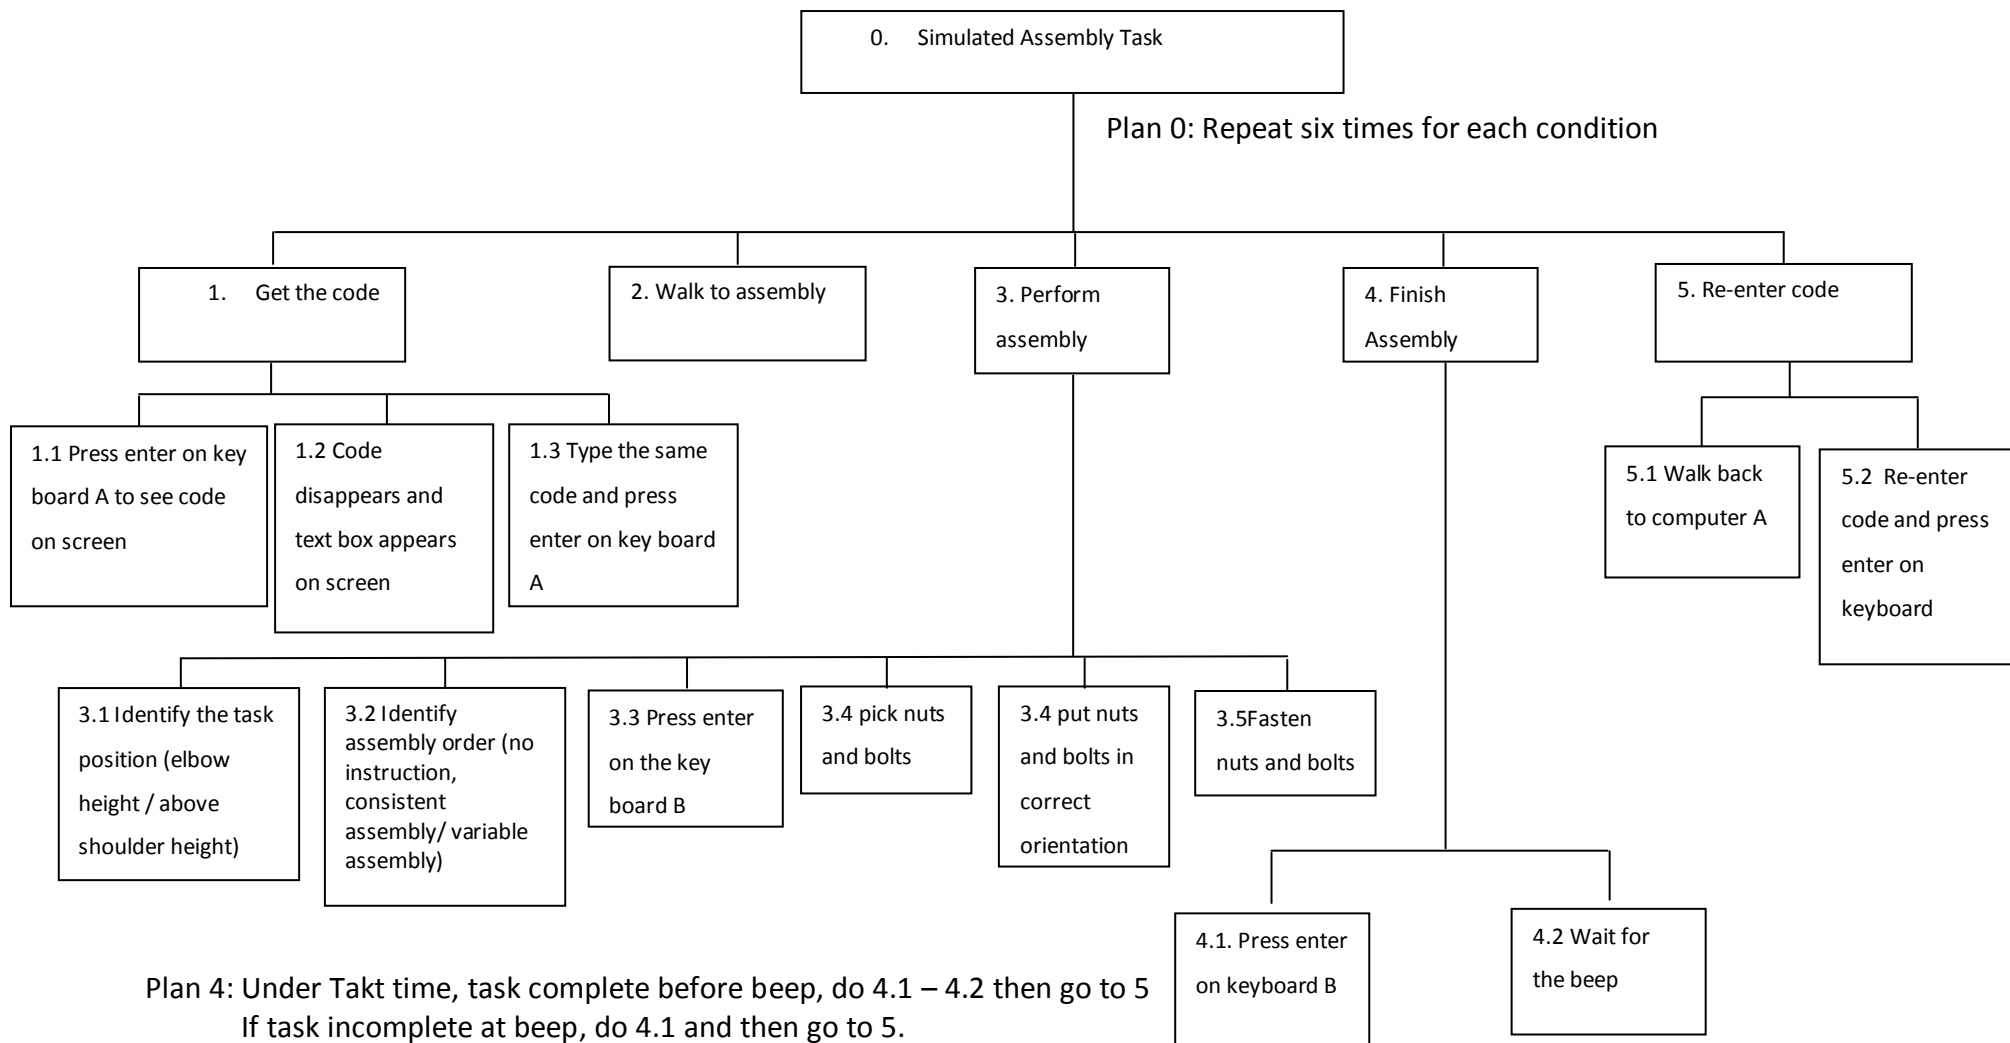 0. Simulated Assembly Task
Plan 0: Repeat six times for each condition
1. Get the code
2. Walk to assembly
3. Perform
assembly
4. Finish
Assembly
5. Re-enter code
1.1 Press enter on key
board A to see code
on screen
1.2 Code
disappears and
text box appears
on screen
1.3 Type the same
code and press
enter on key board
A
5.1 Walk back
to computer A
5.2 Re-enter
code and press
enter on
keyboard
3.1 Identify the task
position (elbow
height / above
shoulder height)
3.2 Identify
assembly order (no
instruction,
consistent
assembly/ variable
assembly)
3.3 Press enter
on the key
board B
3.4 pick nuts
and bolts
3.4 put nuts
and bolts in
correct
orientation
3.5Fasten
nuts and bolts
4.1. Press enter
on keyboard B
4.2 Wait for
the beep
Plan 4: Under Takt time, task complete before beep, do 4.1 – 4.2 then go to 5
If task incomplete at beep, do 4.1 and then go to 5.